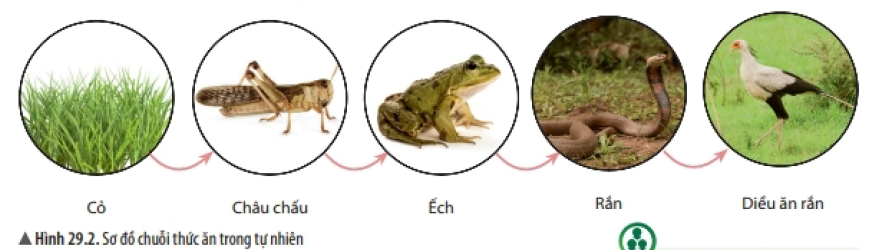 Cỏ
Châu chấu
Ếch
Rắn
Diều ăn rắn
▲ Hình 29.2. Sơ đồ chuỗi thức ăn trong tự nhiên